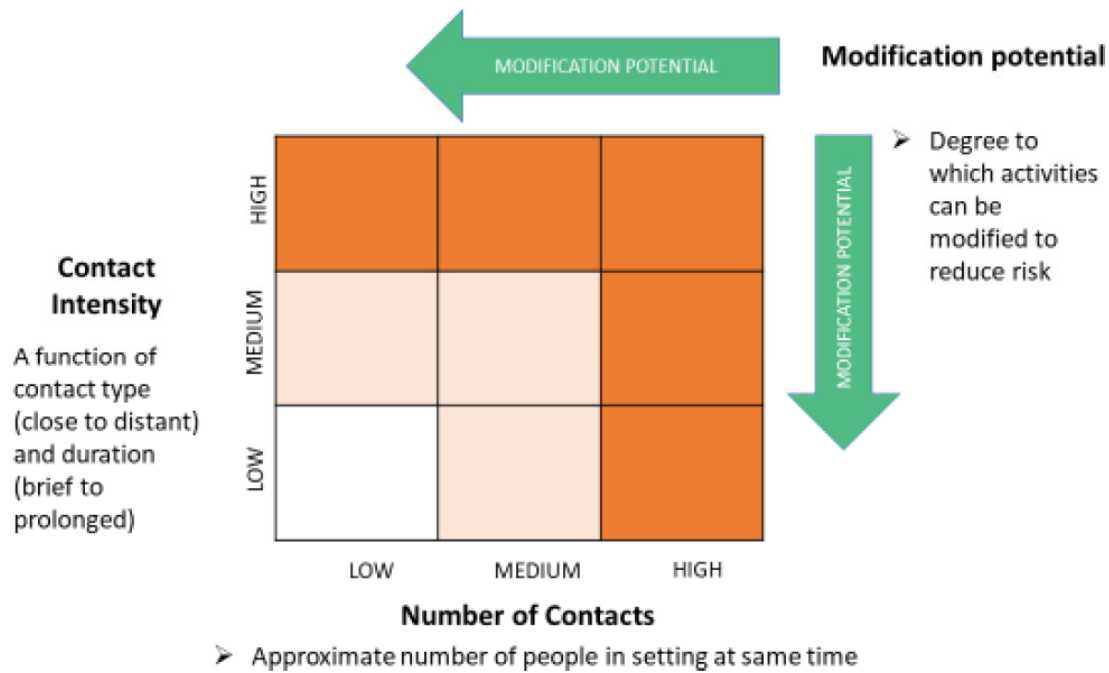 MODIFICATION POTENTIAL
Modification potential
➢ Degree to
which activities
can be
modified to
reduce risk
MODIFICATION POTENTIAL
Contact
Intensity
A function of
contact type
(close to distant)
and duration
(brief to
prolonged)
HIGH
MEDIUM
LOW
LOW MEDIUM HIGH
Number of Contacts
➢ Approximate number of people in setting at same time